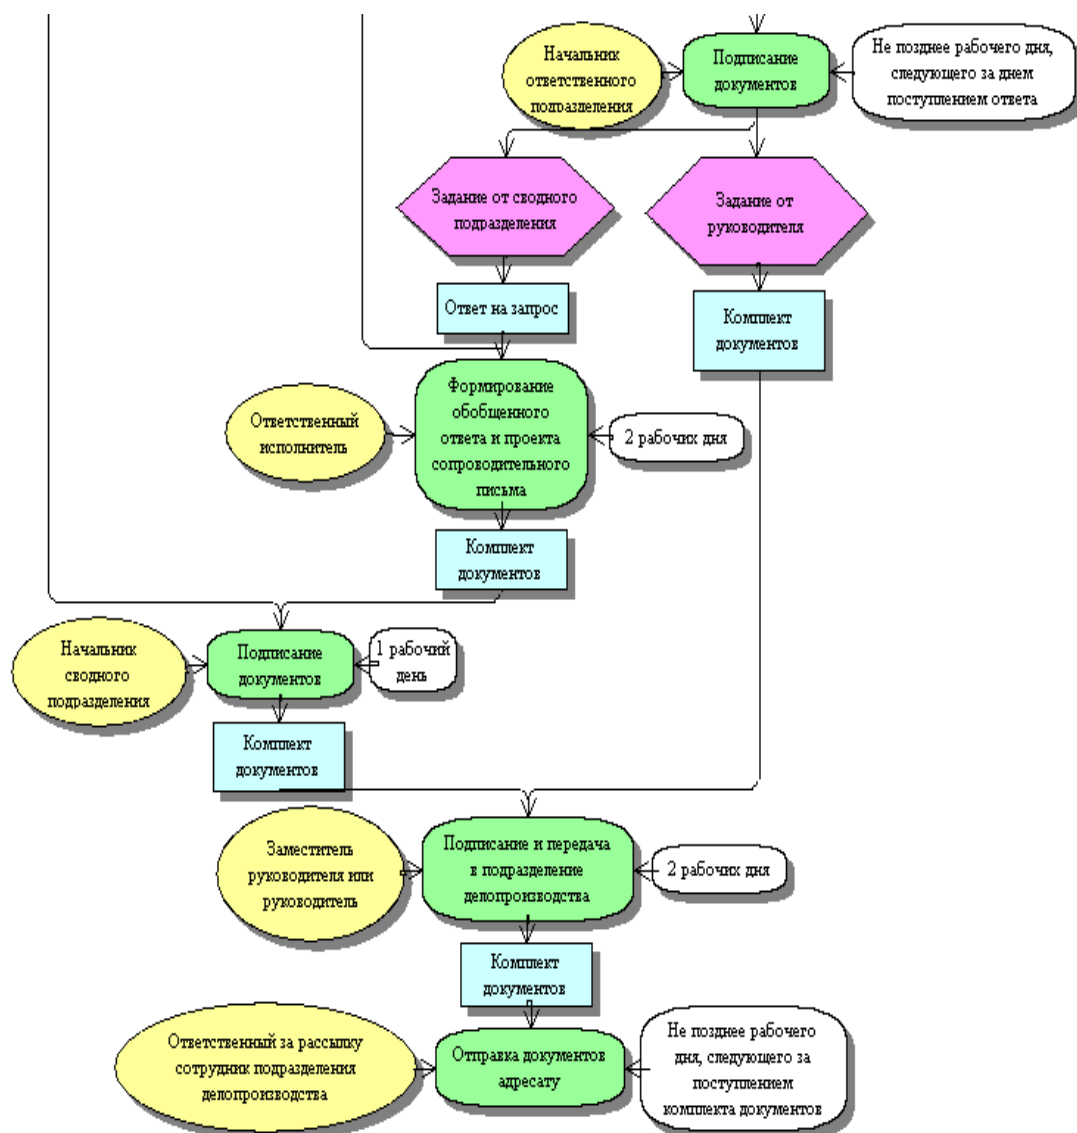 Начальник
ответственного
подразделения
Подписание
документов
Не позднее рабочего дня,
следующего за днем
поступлением ответа
Задание от сводного
подразделения
Задание от
руководителя
Ответ на запрос
Комплект
документов
Ответственный
исполнитель
Формирование
обобщенного
ответа и проекта
сопроводительного
письма
2 рабочих дня
Комплект
документов
Начальник
сводного
подразделения
Подписание
документов
1 рабочий
день
Комплект
документов
Заместитель
руководителя или
руководитель
Подписание и передача
в подразделение
делопроизводства
2 рабочих дня
Комплект
документов
Ответственный за рассылку
сотрудник подразделения
делопроизводства
Отправка документов
адресату
Не позднее рабочего
дня, следующего за
поступлением
комплекта документов